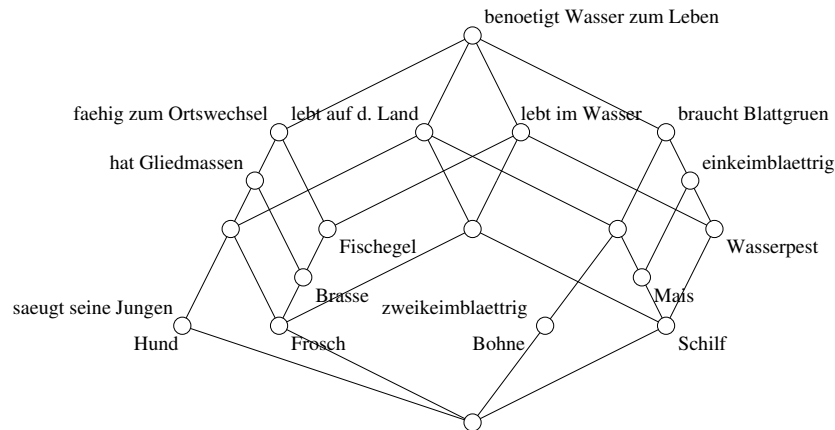 benoetigt Wasser zum Leben
faehig zum Ortswechsel
lebt auf d. Land
lebt im Wasser
braucht Blattgruen
hat Gliedmassen
einkeimblaettrig
Fischegel
Wasserpest
Brasse
Mais
saeugt seine Jungen
zweikeimblaettrig
Hund
Frosch
Bohne
Schilf